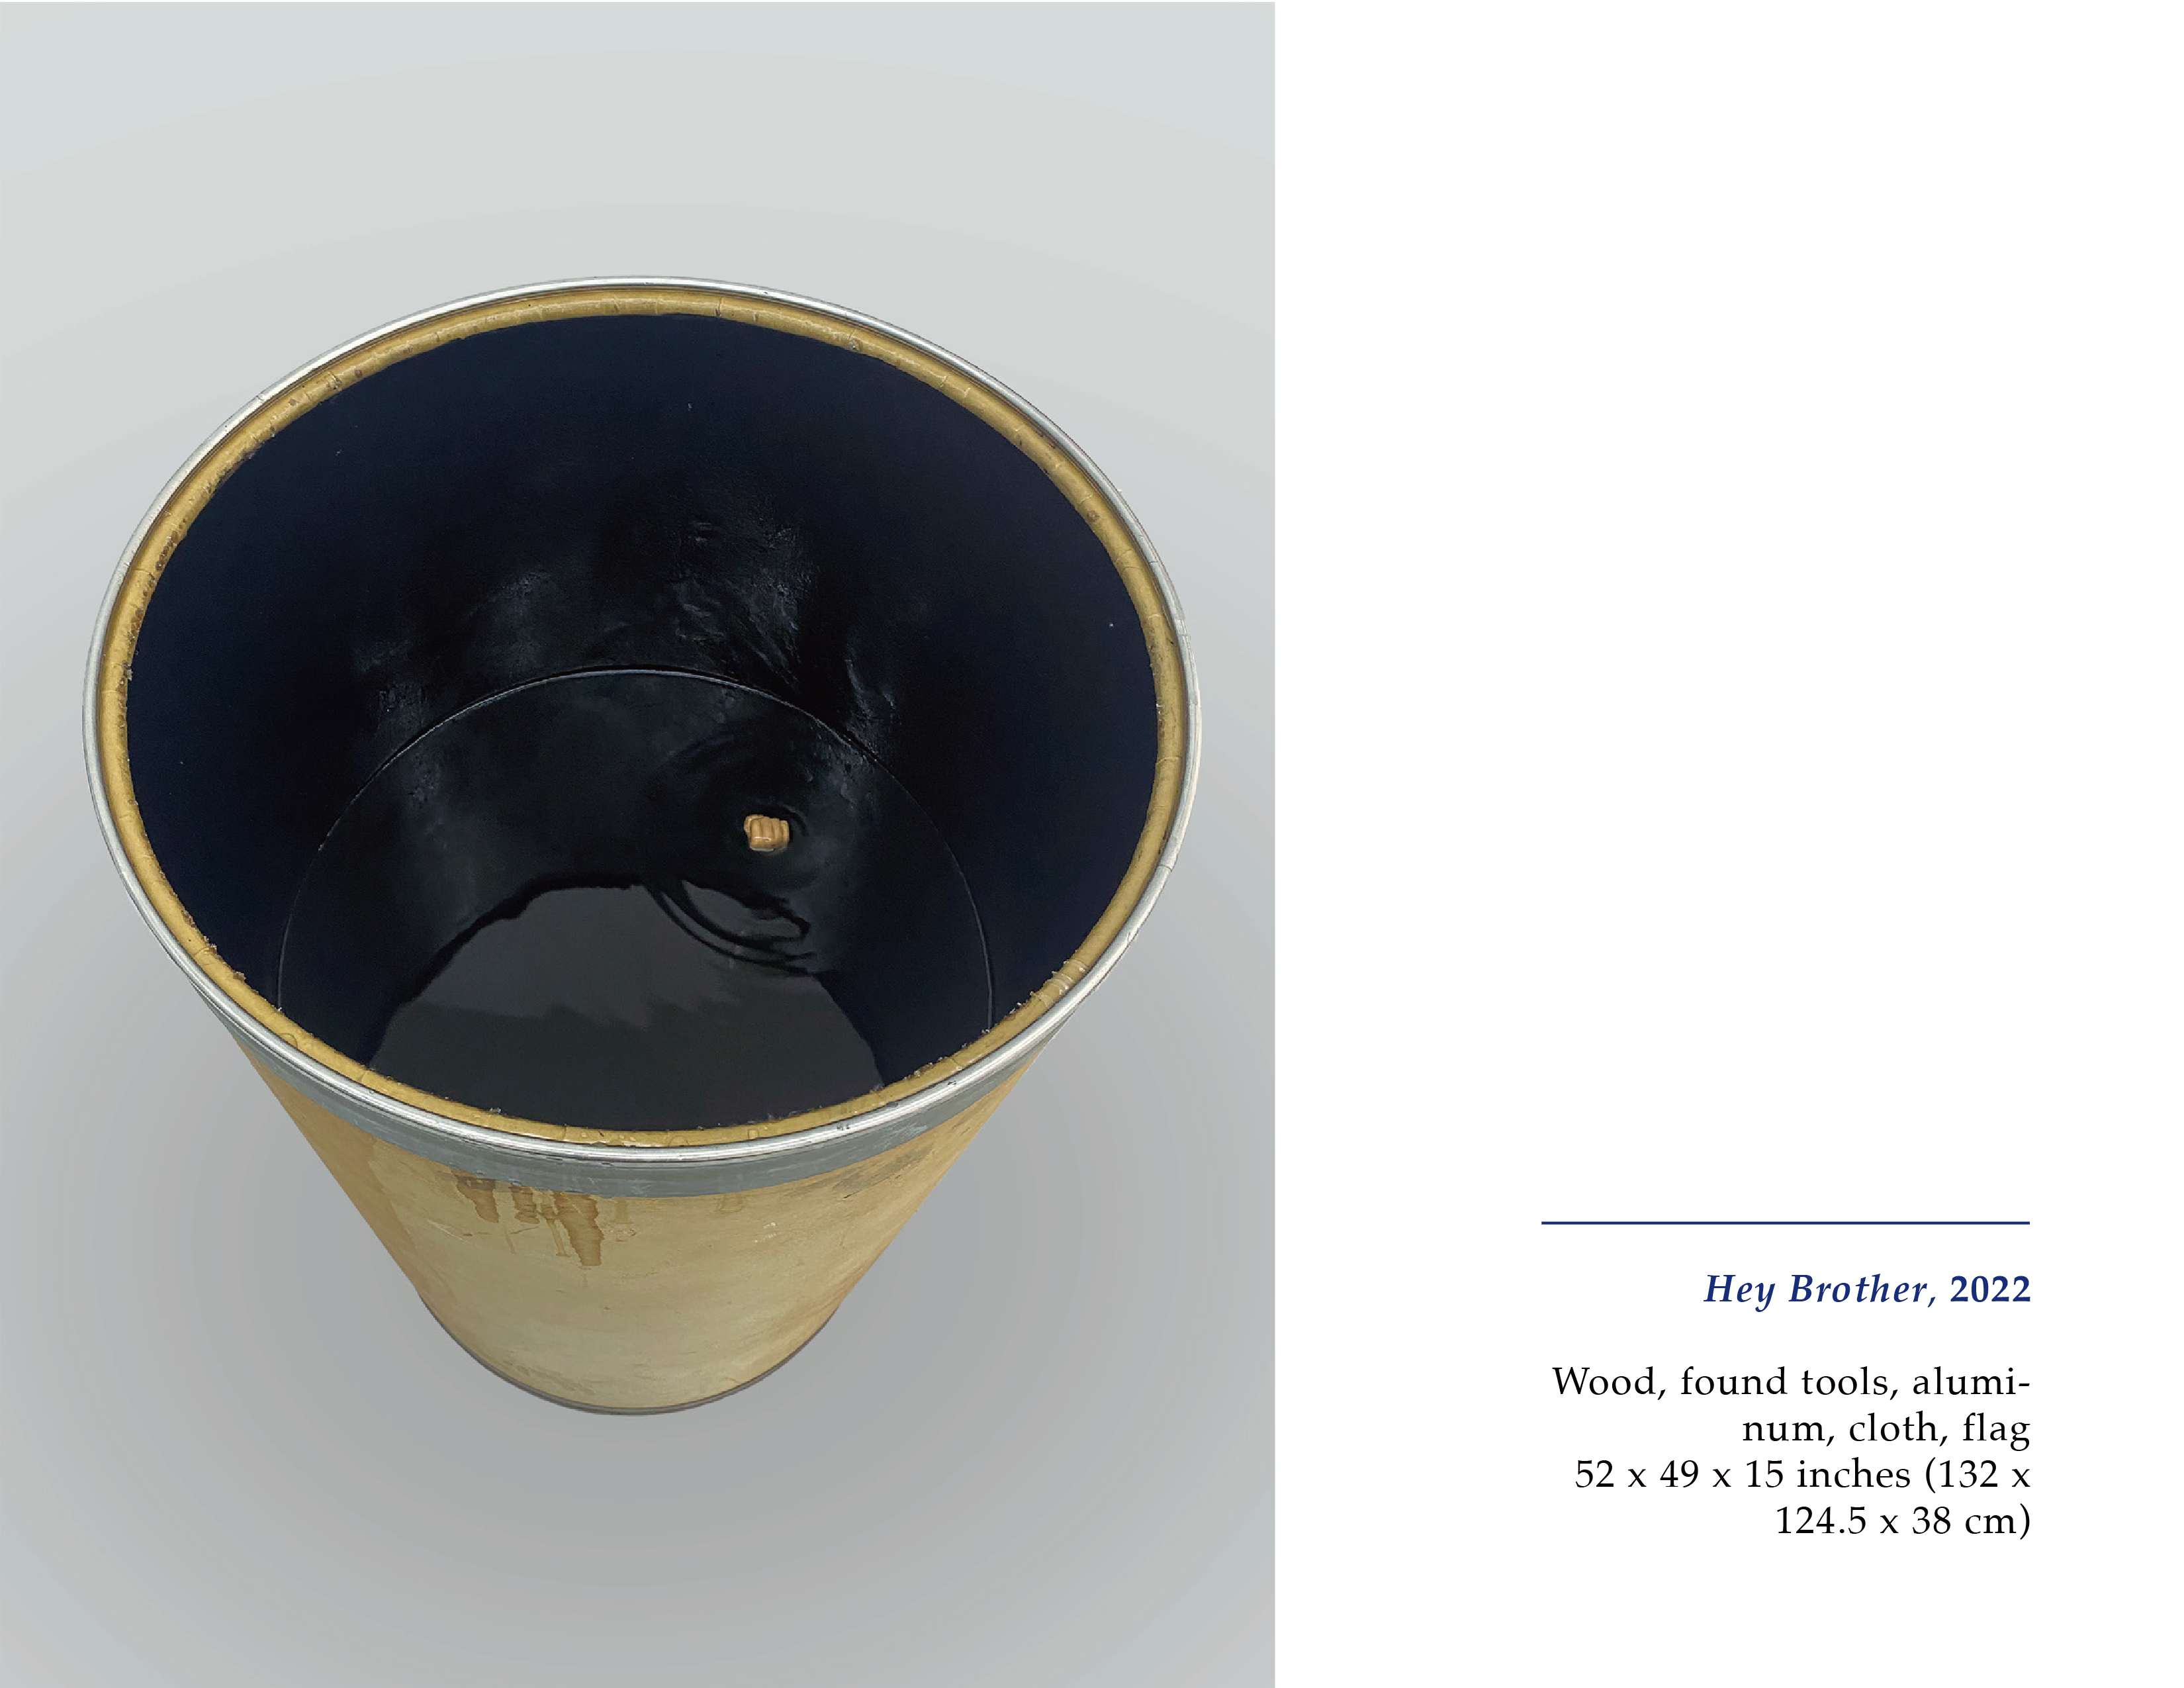 Hey Brother, 2022
Wood, found tools, alumi-
num, cloth, flag
52 x 49 x 15 inches (132 x
124.5 x 38 cm)